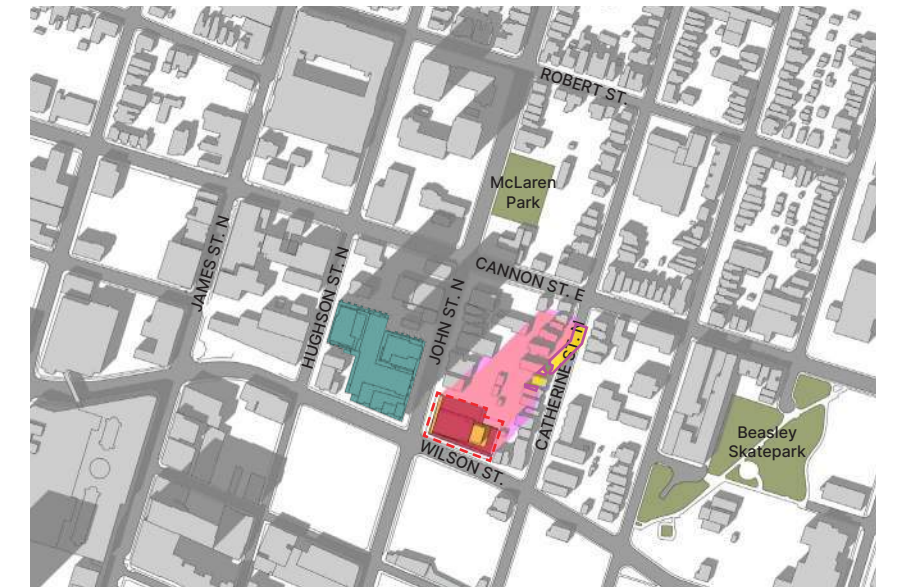 ROBERT ST.
McLaren
Park
CANNON ST. E
JAMES ST. N
HUGHSON ST. N
JOHN ST. N
CATHERINE ST. N
WILSON ST.
Beasley
Skatepark